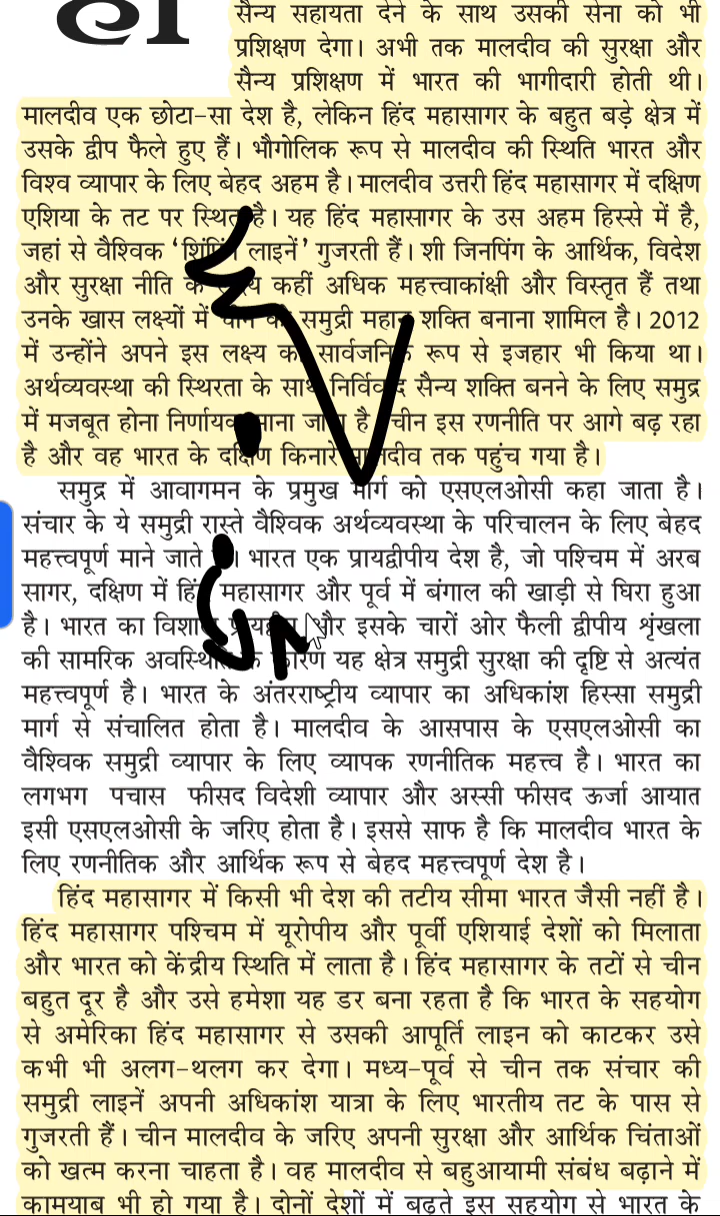 हा
सैन्य सहायता देने के साथ उसकी सेना को भी
प्रशिक्षण देगा। अभी तक मालदीव की सुरक्षा और
सैन्य प्रशिक्षण में भारत की भागीदारी होती थी।
मालदीव एक छोटा-सा देश है, लेकिन हिंद महासागर के बहुत बड़े क्षेत्र में
उसके द्वीप फैले हुए हैं। भौगोलिक रूप से मालदीव की स्थिति भारत और
विश्व व्यापार के लिए बेहद अहम है। मालदीव उत्तरी हिंद महासागर में दक्षिण
एशिया के तट पर स्थित है। यह हिंद महासागर के उस अहम हिस्से में है,
जहां से वैश्विक ‘शिपिंग लाइनें’ गुजरती हैं। शी जिनपिंग के आर्थिक, विदेश
और सुरक्षा नीति के कहीं अधिक महत्त्वाकांक्षी और विस्तृत हैं तथा
उनके खास लक्ष्यों में समुद्री महान शक्ति बनाना शामिल है। 2012
में उन्होंने अपने इस लक्ष्य का सार्वजनिक रूप से इजहार भी किया था।
अर्थव्यवस्था की स्थिरता के साथ निर्विवाद सैन्य शक्ति बनने के लिए समुद्र
में मजबूत होना निर्णायक माना जाता है। चीन इस रणनीति पर आगे बढ़ रहा
है और वह भारत के दक्षिण किनारे मालदीव तक पहुंच गया है।
समुद्र में आवागमन के प्रमुख मार्ग को एसएलओसी कहा जाता है।
संचार के ये समुद्री रास्ते वैश्विक अर्थव्यवस्था के परिचालन के लिए बेहद
महत्त्वपूर्ण माने जाते हैं। भारत एक प्रायद्वीपीय देश है, जो पश्चिम में अरब
सागर, दक्षिण में हिंद महासागर और पूर्व में बंगाल की खाड़ी से घिरा हुआ
है। भारत का विशाल प्रायद्वीप और इसके चारों ओर फैली द्वीपीय शृंखला
की सामरिक अवस्थिति के कारण यह क्षेत्र समुद्री सुरक्षा की दृष्टि से अत्यंत
महत्त्वपूर्ण है। भारत के अंतरराष्ट्रीय व्यापार का अधिकांश हिस्सा समुद्री
मार्ग से संचालित होता है। मालदीव के आसपास के एसएलओसी का
वैश्विक समुद्री व्यापार के लिए व्यापक रणनीतिक महत्त्व है। भारत का
लगभग पचास फीसद विदेशी व्यापार और अस्सी फीसद ऊर्जा आयात
इसी एसएलओसी के जरिए होता है। इससे साफ है कि मालदीव भारत के
लिए रणनीतिक और आर्थिक रूप से बेहद महत्त्वपूर्ण देश है।
हिंद महासागर में किसी भी देश की तटीय सीमा भारत जैसी नहीं है।
हिंद महासागर पश्चिम में यूरोपीय और पूर्वी एशियाई देशों को मिलाता
और भारत को केंद्रीय स्थिति में लाता है। हिंद महासागर के तटों से चीन
बहुत दूर है और उसे हमेशा यह डर बना रहता है कि भारत के सहयोग
से अमेरिका हिंद महासागर से उसकी आपूर्ति लाइन को काटकर उसे
कभी भी अलग-थलग कर देगा। मध्य-पूर्व से चीन तक संचार की
समुद्री लाइनें अपनी अधिकांश यात्रा के लिए भारतीय तट के पास से
गुजरती हैं। चीन मालदीव के जरिए अपनी सुरक्षा और आर्थिक चिंताओं
को खत्म करना चाहता है। वह मालदीव से बहुआयामी संबंध बढ़ाने में
कामयाब भी हो गया है। दोनों देशों में बढ़ते इस सहयोग से भारत के